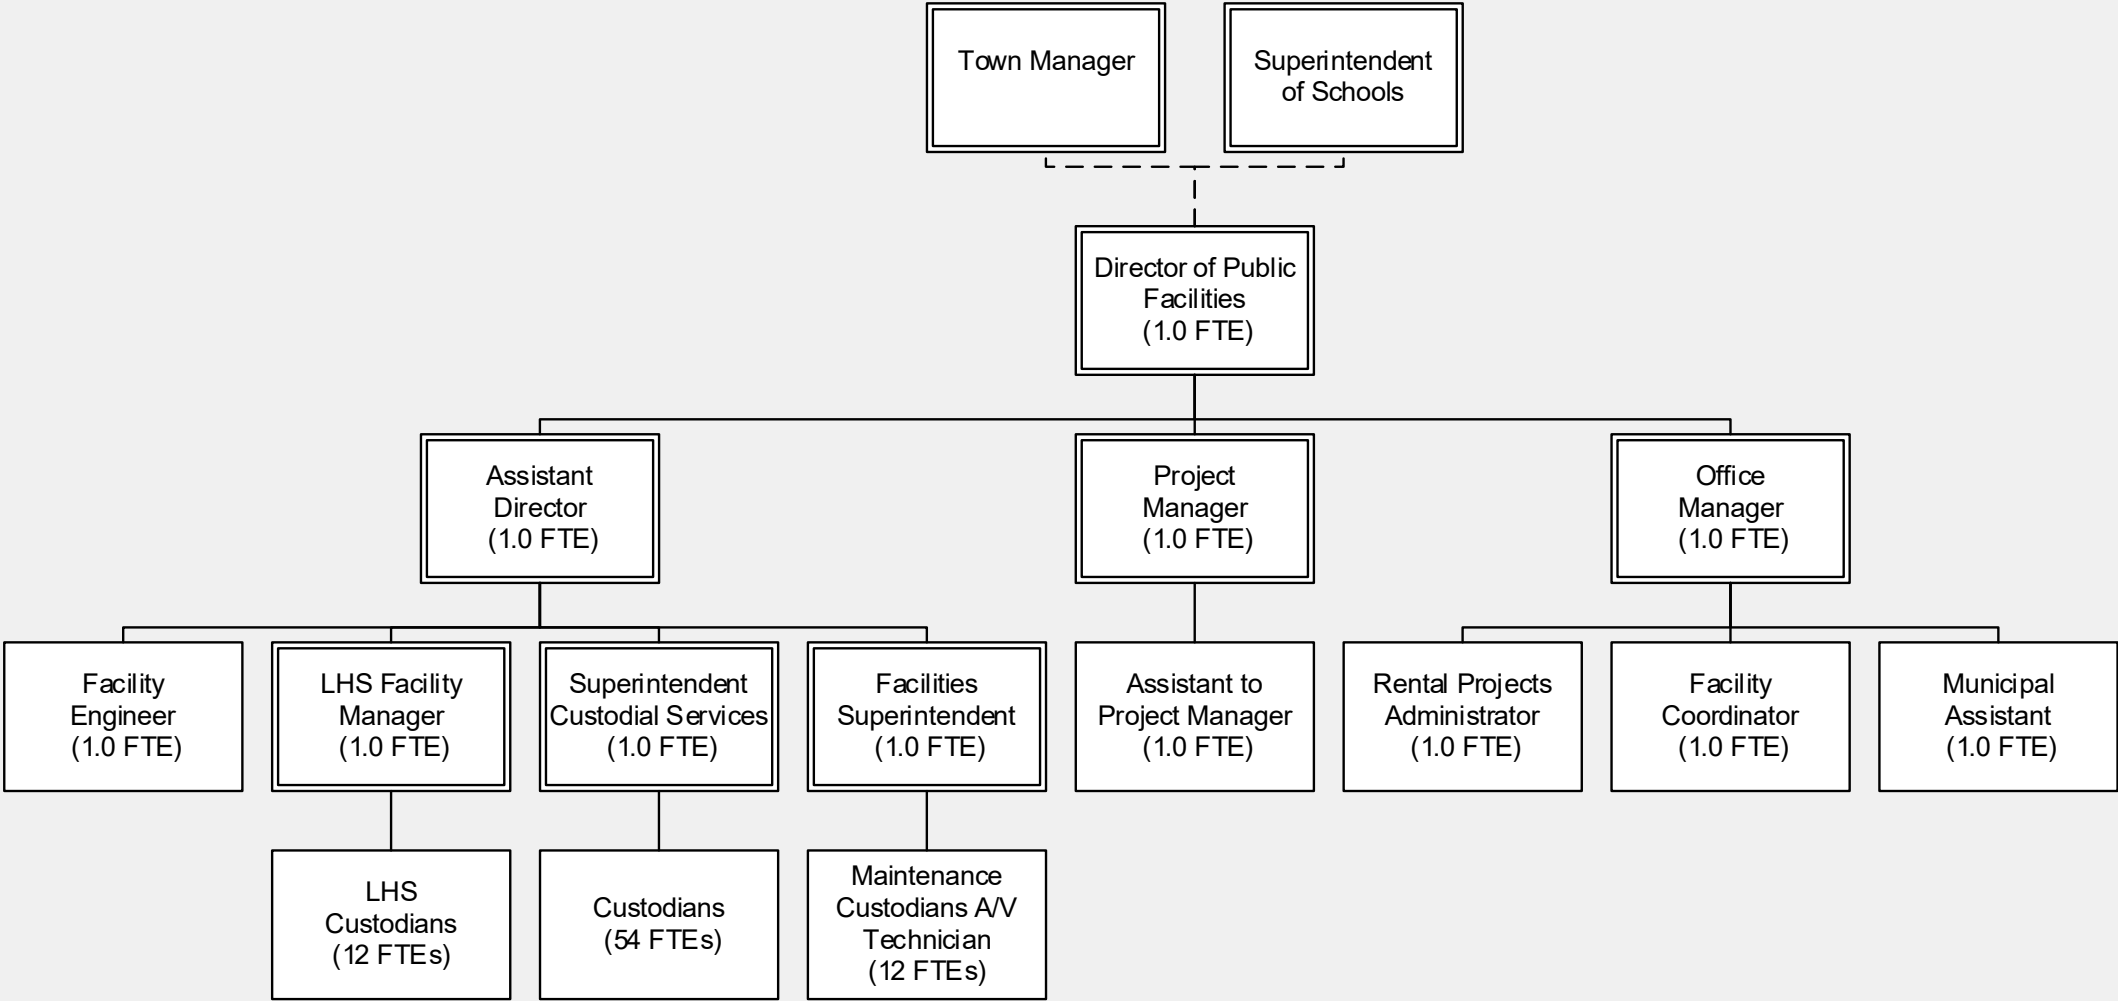 Town Manager
Superintendent
of Schools
Director of Public
Facilities
(1.0 FTE)
Assistant
Director
(1.0 FTE)
Project
Manager
(1.0 FTE)
Office
Manager
(1.0 FTE)
Facility
Engineer
(1.0 FTE)
LHS Facility
Manager
(1.0 FTE)
Superintendent
Custodial Services
(1.0 FTE)
Facilities
Superintendent
(1.0 FTE)
Assistant to
Project Manager
(1.0 FTE)
Rental Projects
Administrator
(1.0 FTE)
Facility
Coordinator
(1.0 FTE)
Municipal
Assistant
(1.0 FTE)
LHS
Custodians
(12 FTEs)
Custodians
(54 FTEs)
Maintenance
Custodians A/V
Technician
(12 FTEs)